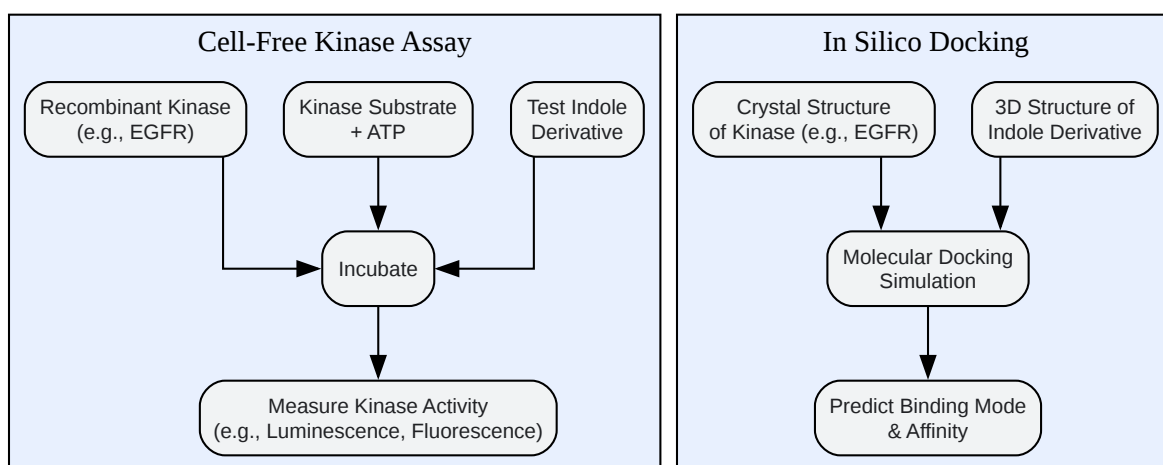 Cell-Free Kinase Assay
Recombinant Kinase
(e.g., EGFR)
Kinase Substrate
+ ATP
Test Indole
Derivative
Incubate
Measure Kinase Activity
(e.g., Luminescence, Fluorescence)
In Silico Docking
Crystal Structure
of Kinase (e.g., EGFR)
3D Structure of
Indole Derivative
Molecular Docking
Simulation
Predict Binding Mode
& Affinity